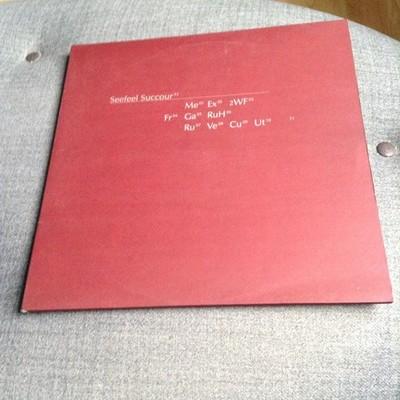 Seefeel Succour
Me Ex 2WF
Fr Ga RuH
Ru Ve Cu Ut